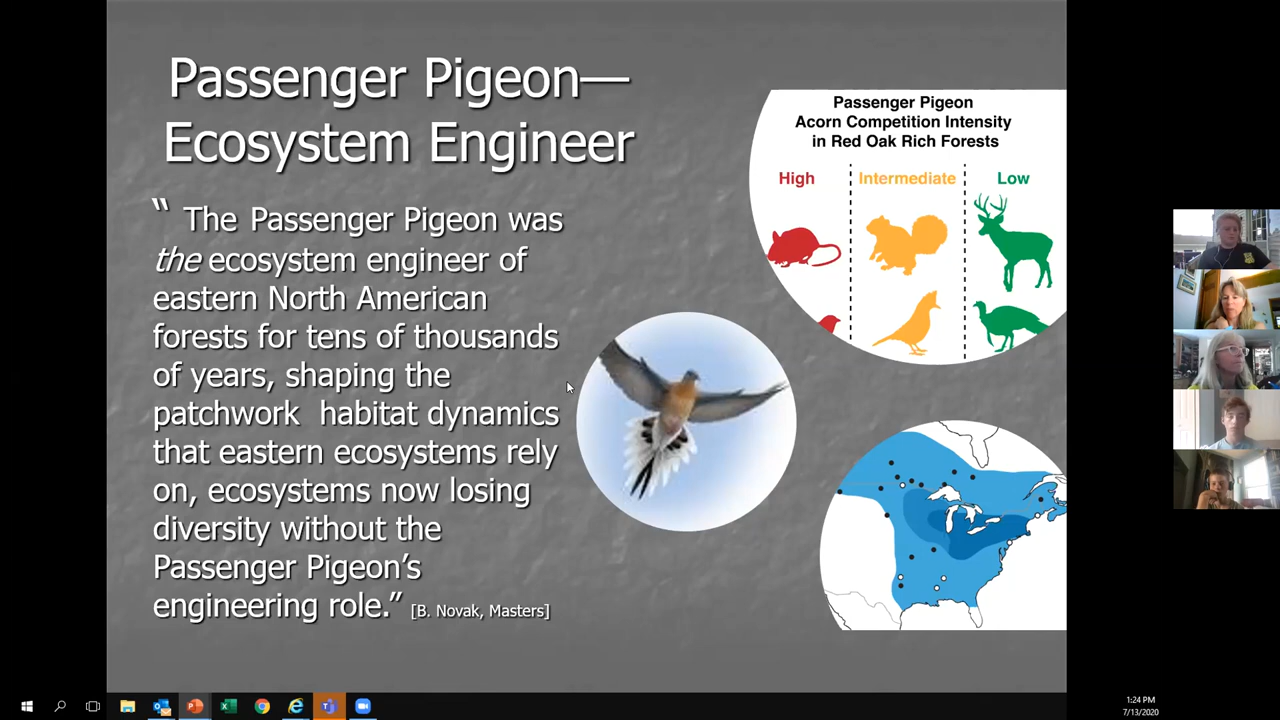 Passenger Pigeon—
Ecosystem Engineer
“ The Passenger Pigeon was
the ecosystem engineer of
eastern North American
forests for tens of thousands
of years, shaping the
patchwork habitat dynamics
that eastern ecosystems rely
on, ecosystems now losing
diversity without the
Passenger Pigeon’s
engineering role.” [B. Novak, Masters]
Passenger Pigeon
Acorn Competition Intensity
in Red Oak Rich Forests
High Intermediate Low
1:24 PM
7/13/2020